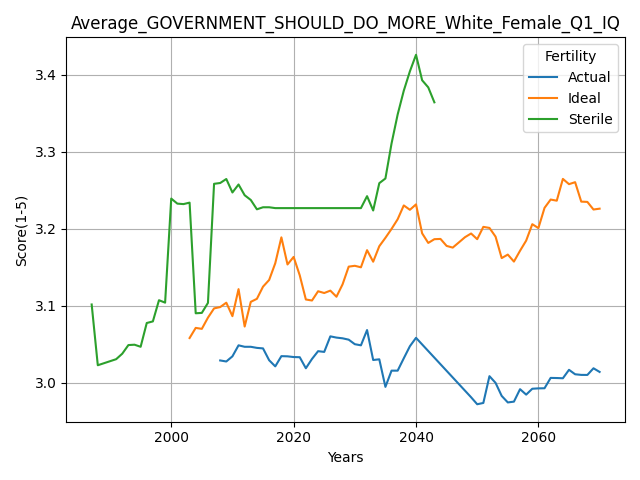 Average_GOVERNMENT_SHOULD_DO_MORE_White_Female_Q1_IQ
Fertility
Actual
Ideal
Sterile
Score(1-5)
3.4
3.3
3.2
3.1
3.0
2000
2020
2040
2060
Years